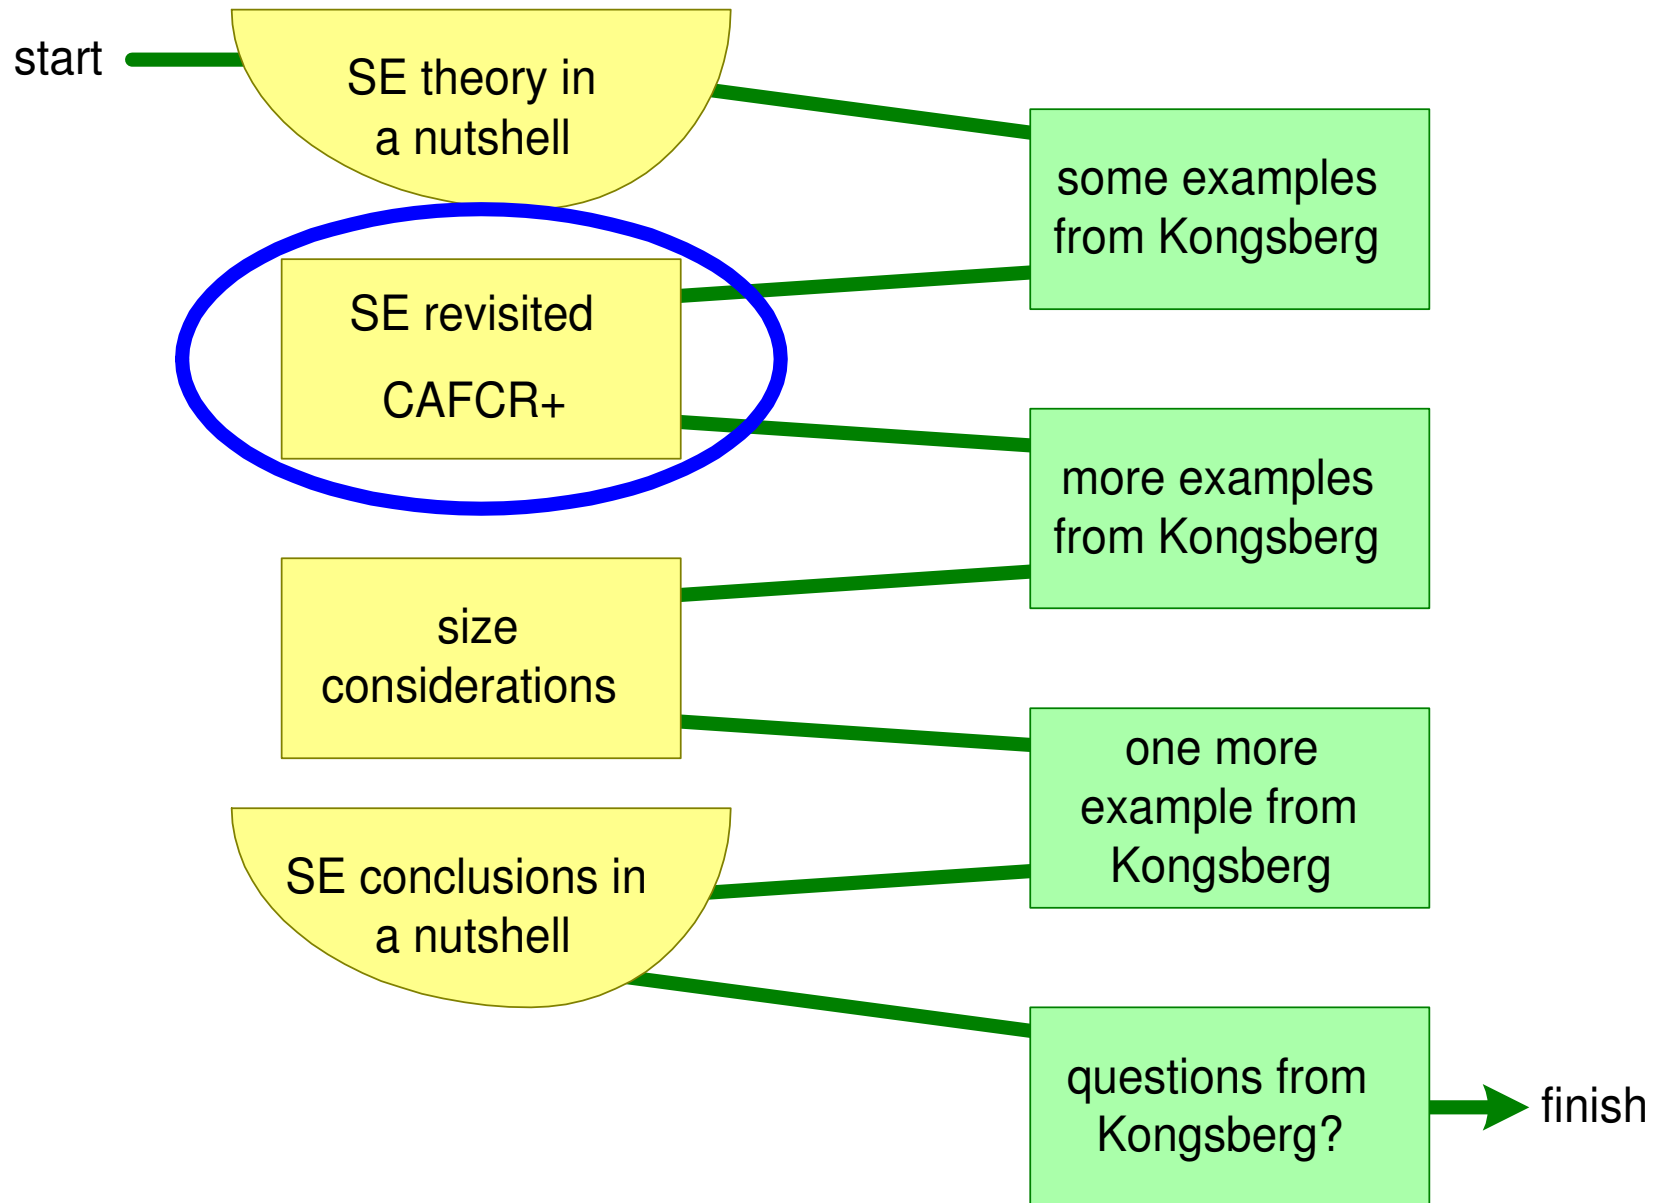 start
SE theory in
a nutshell
some examples
from Kongsberg
SE revisited
CAFCR+
more examples
from Kongsberg
size
considerations
one more
example from
Kongsberg
SE conclusions in
a nutshell
questions from
Kongsberg?
finish